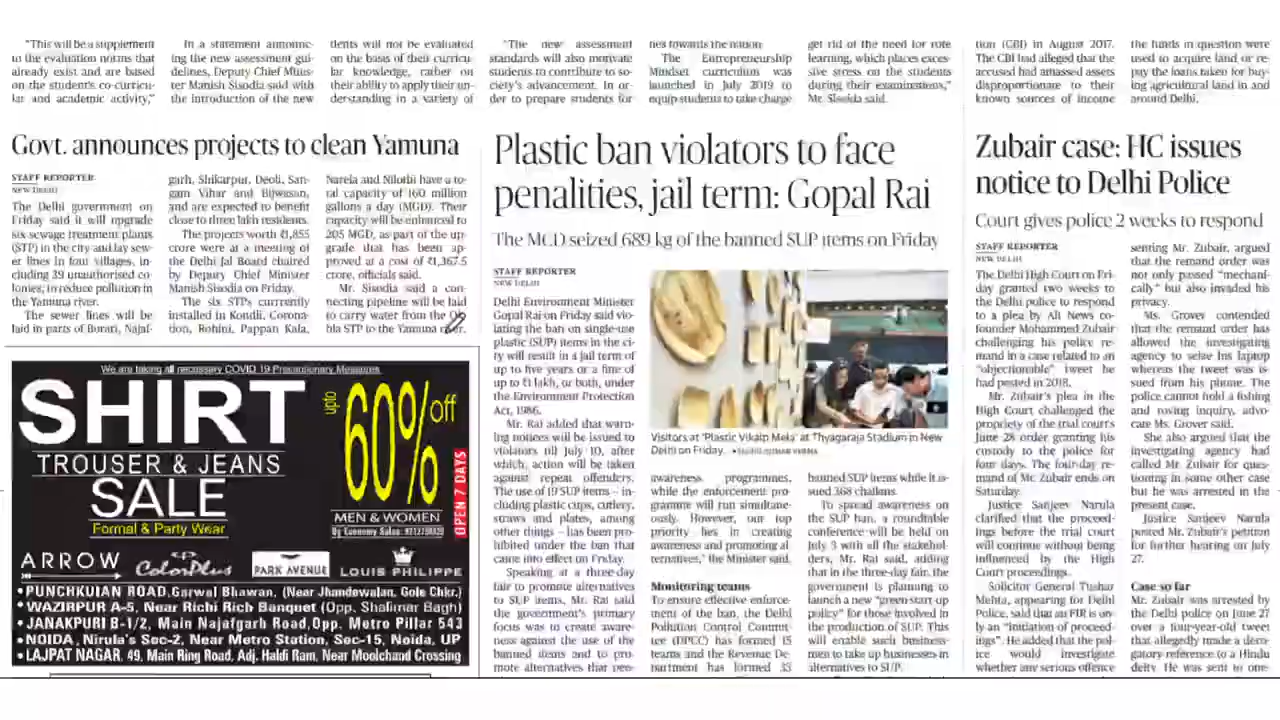 "This will be a supplement
to the evaluation norms that
already exist and are based
on the student's co-curricu-
lar and academic activity,"
In a statement announc-
ing the new assessment gui-
delines, Deputy Chief Minis-
ter Manish Sisodia said with
the introduction of the new
dents will not be evaluated
on the basis of their curricu-
lar knowledge, rather on
their ability to apply their un-
derstanding in a variety of
"The new assessment
standards will also motivate
students to contribute to so-
ciety's advancement. In or-
der to prepare students for
ties towards the nation.
The Entrepreneurship
Mindset curriculum was
launched in July 2019 to
equip students to take charge
get rid of the need for rote
learning, which places exces-
sive stress on the students
during their examinations,"
Mr. Sisodia said.
tion (CBI) in August 2017.
The CBI had alleged that the
accused had amassed assets
disproportionate to their
known sources of income
the funds in question were
used to acquire land or re-
pay the loans taken for buy-
ing agricultural land in and
around Delhi.
Govt. announces projects to clean Yamuna
STAFF REPORTER
NEW DELHI
The Delhi government on
Friday said it will upgrade
six sewage treatment plants
(STP) in the city and lay sew-
er lines in four villages, in-
cluding 39 unauthorised co-
lonies, to reduce pollution in
the Yamuna river.
The sewer lines will be
laid in parts of Burari, Najaf-
garh, Shikarpur, Deoli, San-
gam Vihar and Bijwasan,
and are expected to benefit
close to three lakh residents.
The projects worth ₹1,855
crore were at a meeting of
the Delhi Jal Board chaired
by Deputy Chief Minister
Manish Sisodia on Friday.
The six STPs currently
installed in Kondli, Corona-
tion, Rohini, Pappan Kala,
Narela and Nilothi have a to-
tal capacity of 160 million
gallons a day (MGD). Their
capacity will be enhanced to
205 MGD, as part of the up-
grade that has been ap-
proved at a cost of ₹1,367.5
crore, officials said.
Mr. Sisodia said a con-
necting pipeline will be laid
to carry water from the
hla STP to the Yamuna river.
We are taking all necessary COVID 19 Precautionary Measures
SHIRT
TROUSER & JEANS
SALE
Formal & Party Wear
upto 60% off
MEN & WOMEN
By Economy Sales:
OPEN 7 DAYS
ARROW
ColorPlus
PARK AVENUE
LOUIS PHILIPPE
• PUNCHKUIAN ROAD, Garwal Bhawan, (Near Jhandewalan, Gole Chkr.)
• WAZIRPUR A-5, Near Richi Rich Banquet (Opp. Shalimar Bagh)
• JANAKPURI B-1/2, Main Najafgarh Road, Opp. Metro Pillar 543
• NOIDA, Nirula's Sec-2, Near Metro Station, Sec-15, Noida, UP
• LAJPAT NAGAR, 49, Main Ring Road, Adj. Haldi Ram, Near Moolchand Crossing
Plastic ban violators to face
penalities, jail term: Gopal Rai
The MCD seized 689 kg of the banned SUP items on Friday
STAFF REPORTER
NEW DELHI
Delhi Environment Minister
Gopal Rai on Friday said vio-
lating the ban on single-use
plastic (SUP) items in the ci-
ty will result in a jail term of
up to five years or a fine of
up to ₹1 lakh, or both, under
the Environment Protection
Act, 1986.
Mr. Rai added that warn-
ing notices will be issued to
violators till July 10, after
which, action will be taken
against repeat offenders.
The use of 19 SUP items – in-
cluding plastic cups, cutlery,
straws and plates, among
other things – has been pro-
hibited under the ban that
came into effect on Friday.
Speaking at a three-day
fair to promote alternatives
to SUP items, Mr. Rai said
the government's primary
focus was to create aware-
ness against the use of the
banned items and to pro-
mote alternatives that pre-
Visitors at 'Plastic Vikalp Mela' at Thyagaraja Stadium in New
Delhi on Friday.
awareness programmes,
while the enforcement pro-
gramme will run simultane-
ously. However, our top
priority lies in creating
awareness and promoting al-
ternatives," the Minister said.
Monitoring teams
To ensure effective enforce-
ment of the ban, the Delhi
Pollution Control Commit-
tee (DPCC) has formed 15
teams and the Revenue De-
partment has formed 33
banned SUP items while it is-
sued 368 challans.
To spread awareness on
the SUP ban, a roundtable
conference will be held on
July 3 with all the stakehol-
ders, Mr. Rai said, adding
that in the three-day fair, the
government is planning to
launch a new "green start-up
policy" for those involved in
the production of SUP. This
will enable such business-
men to take up businesses in
alternatives to SUP.
Zubair case: HC issues
notice to Delhi Police
Court gives police 2 weeks to respond
STAFF REPORTER
NEW DELHI
The Delhi High Court on Fri-
day granted two weeks to
the Delhi police to respond
to a plea by Alt News co-
founder Mohammed Zubair
challenging his police re-
mand in a case related to an
"objectionable" tweet he
had posted in 2018.
Mr. Zubair's plea in the
High Court challenged the
propriety of the trial court's
June 28 order granting his
custody to the police for
four days. The four-day re-
mand of Mr. Zubair ends on
Saturday.
Justice Sanjeev Narula
clarified that the proceed-
ings before the trial court
will continue without being
influenced by the High
Court proceedings.
Solicitor General Tushar
Mehta, appearing for Delhi
Police, said that an FIR is on-
ly an "initiation of proceed-
ings". He added that the pol-
ice would investigate
whether any serious offence
senting Mr. Zubair, argued
that the remand order was
not only passed "mechani-
cally" but also invaded his
privacy.
Ms. Grover contended
that the remand order has
allowed the investigating
agency to seize his laptop
whereas the tweet was is-
sued from his phone. The
police cannot hold a fishing
and roving inquiry, advo-
cate Ms. Grover said.
She also argued that the
investigating agency had
called Mr. Zubair for ques-
tioning in some other case
but he was arrested in the
present case.
Justice Sanjeev Narula
posted Mr. Zubair's petition
for further hearing on July
27.
Case so far
Mr. Zubair was arrested by
the Delhi police on June 27
over a four-year-old tweet
that allegedly made a dero-
gatory reference to a Hindu
deity. He was sent to one-